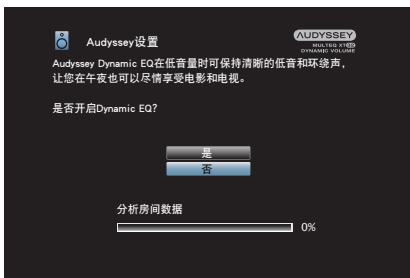 Audyssey设置
AUDYSSEY
MULTEQ XT32
DYNAMIC VOLUME
Audyssey Dynamic EQ在低音量时可保持清晰的低音和环绕声，
让您在午夜也可以尽情享受电影和电视。
是否开启Dynamic EQ?
是
否
分析房间数据
0%